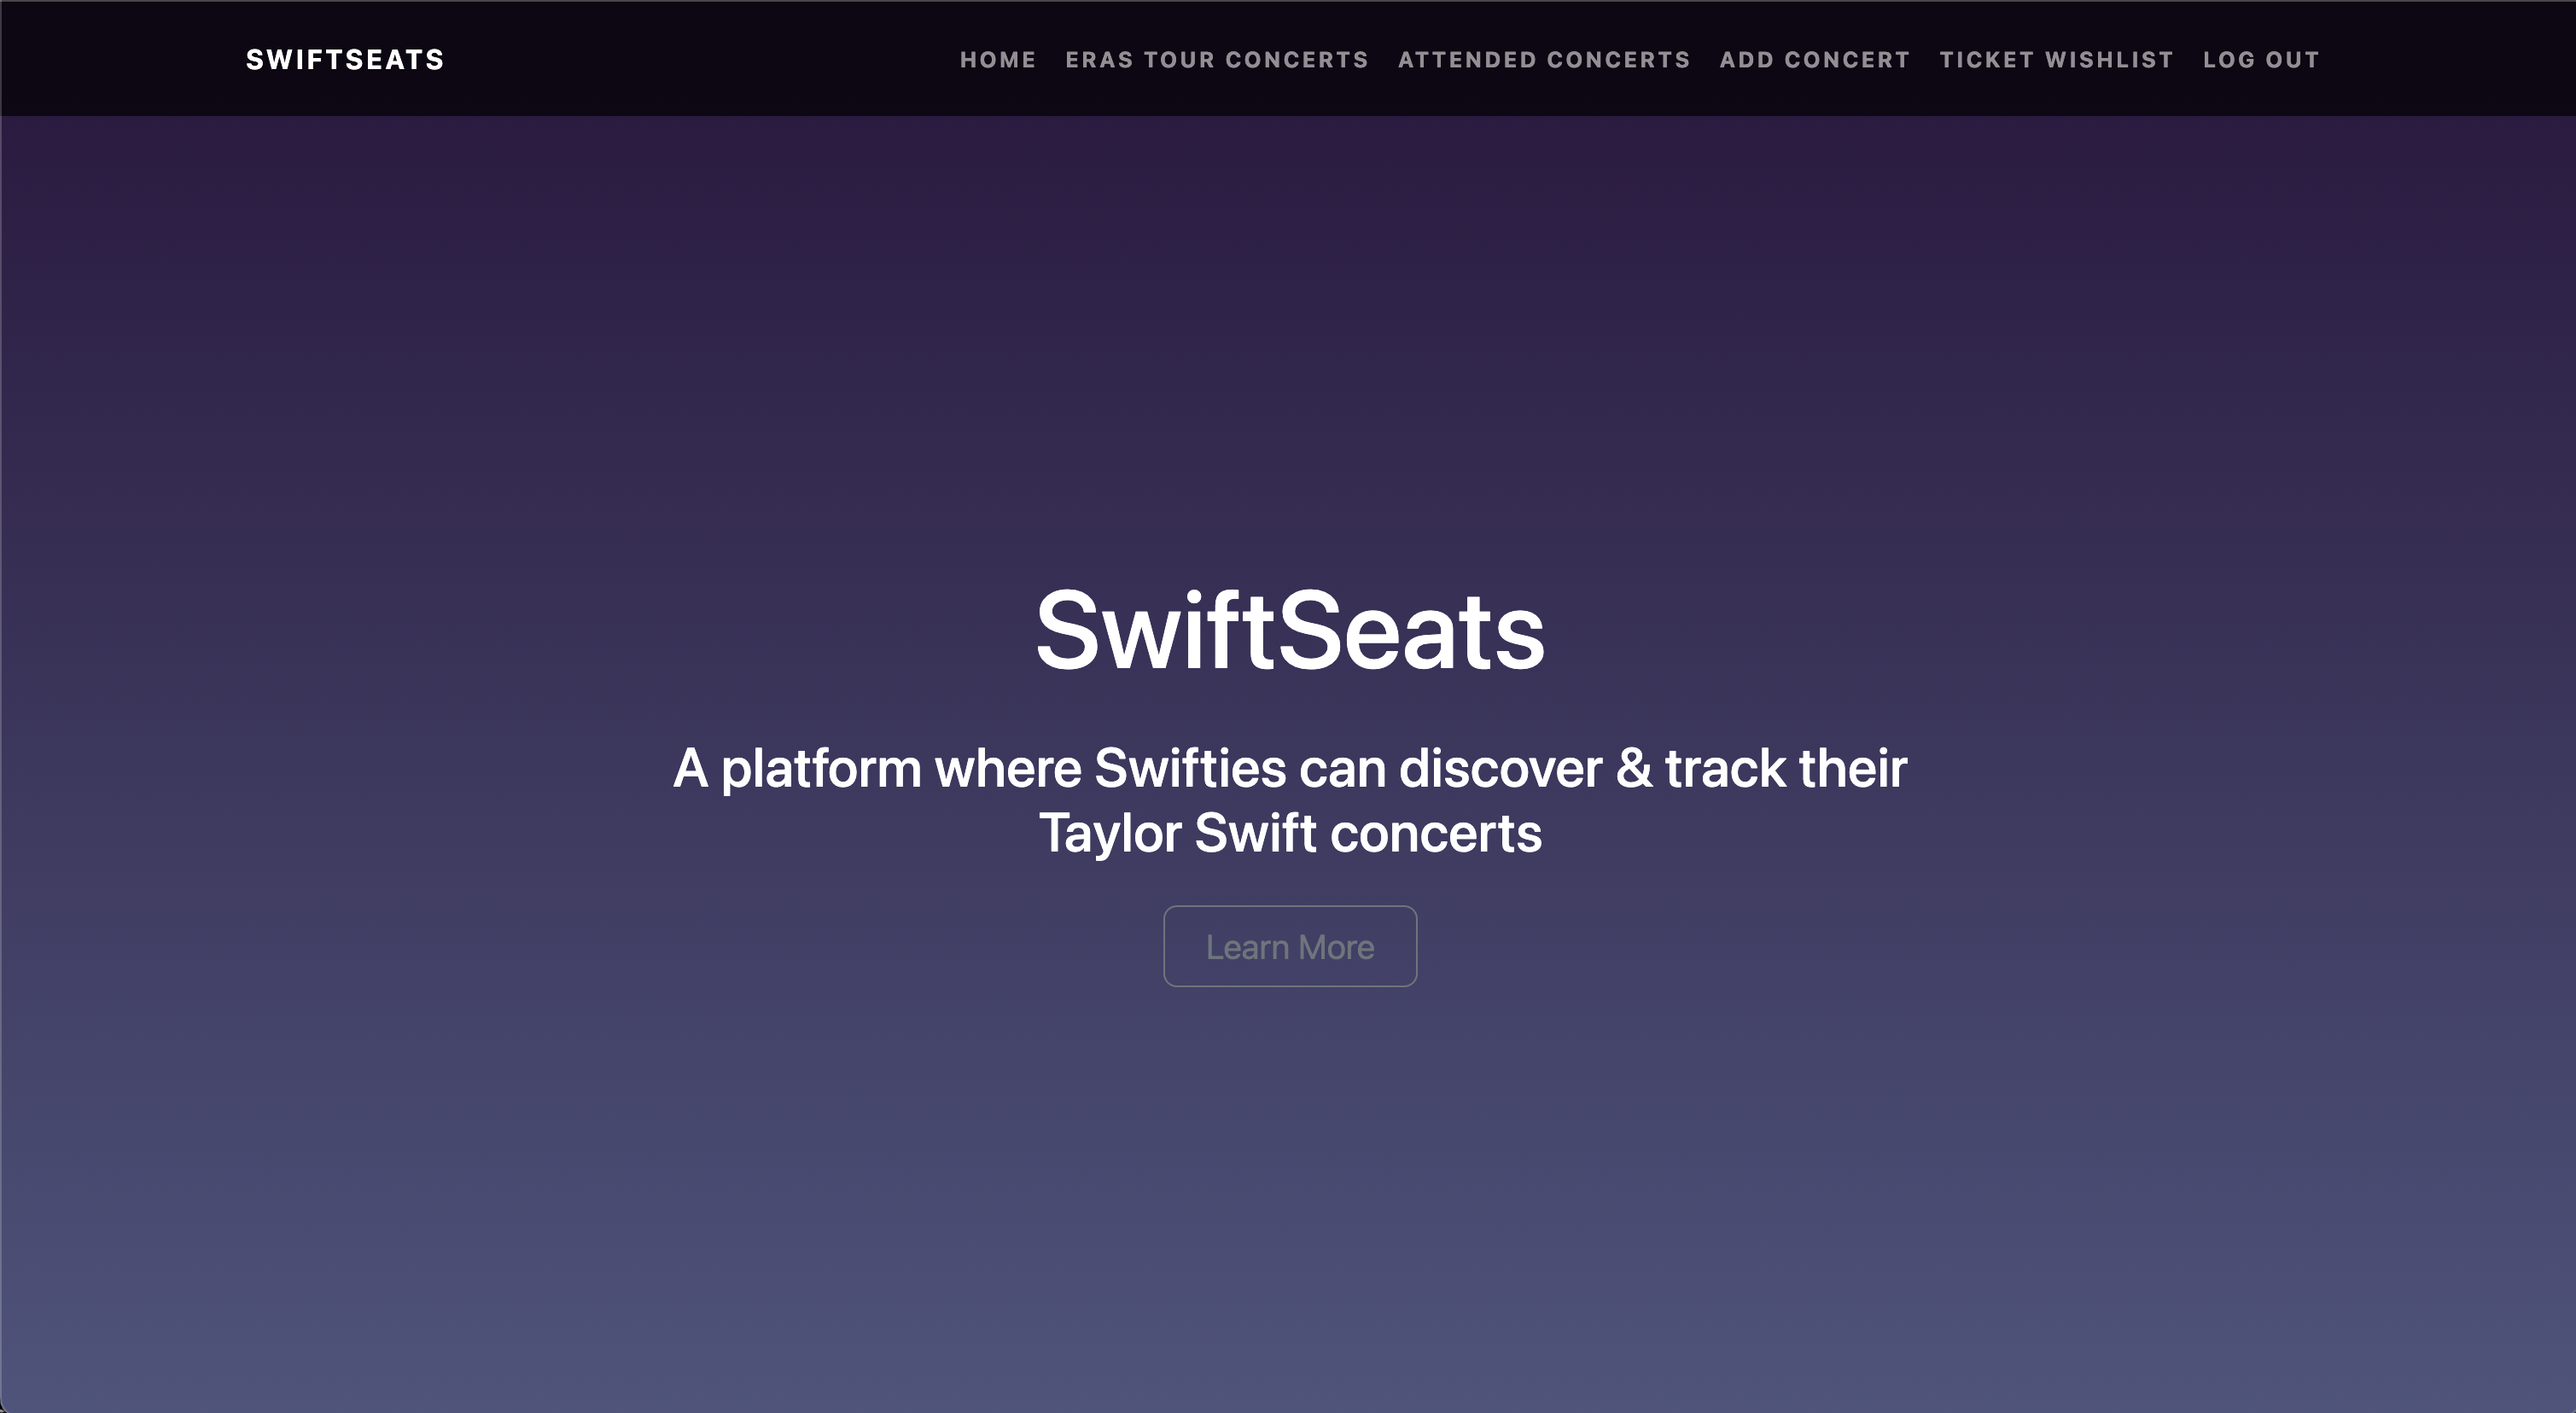 SWIFTSEATS
HOME ERAS TOUR CONCERTS ATTENDED CONCERTS ADD CONCERT TICKET WISHLIST LOG OUT
SwiftSeats
A platform where Swifties can discover & track their
Taylor Swift concerts
Learn More